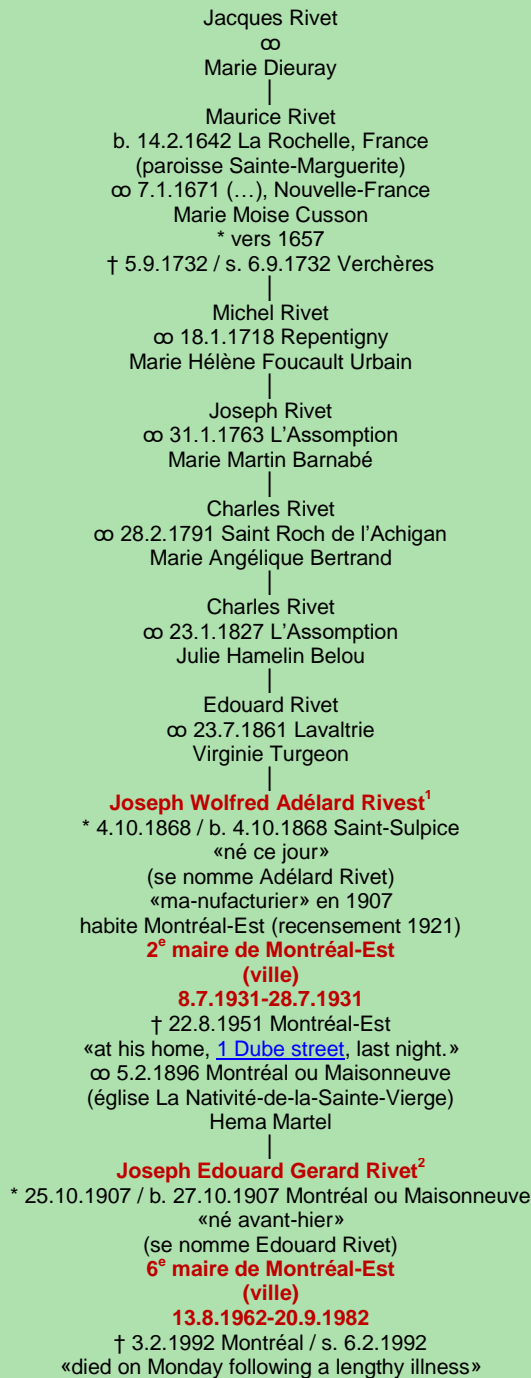 Jacques Rivet
∞
Marie Dieuray
|
Maurice Rivet
b. 14.2.1642 La Rochelle, France
(paroisse Sainte-Marguerite)
∞ 7.1.1671 (…), Nouvelle-France
Marie Moise Cusson
* vers 1657
† 5.9.1732 / s. 6.9.1732 Verchères
|
Michel Rivet
∞ 18.1.1718 Repentigny
Marie Hélène Foucault Urbain
|
Joseph Rivet
∞ 31.1.1763 L’Assomption
Marie Martin Barnabé
|
Charles Rivet
∞ 28.2.1791 Saint Roch de l’Achigan
Marie Angélique Bertrand
|
Charles Rivet
∞ 23.1.1827 L’Assomption
Julie Hamelin Belou
|
Edouard Rivet
∞ 23.7.1861 Lavaltrie
Virginie Turgeon
|
Joseph Wolfred Adélard Rivest¹
* 4.10.1868 / b. 4.10.1868 Saint-Sulpice
«né ce jour»
(se nomme Adélard Rivet)
«ma-nufacturier» en 1907
habite Montréal-Est (recensement 1921)
2ᵉ maire de Montréal-Est
(ville)
8.7.1931-28.7.1931
† 22.8.1951 Montréal-Est
«at his home, 1 Dube street, last night.»
∞ 5.2.1896 Montréal ou Maisonneuve
(église La Nativité-de-la-Sainte-Vierge)
Hema Martel
|
Joseph Edouard Gerard Rivet²
* 25.10.1907 / b. 27.10.1907 Montréal ou Maisonneuve
«né avant-hier»
(se nomme Edouard Rivet)
6ᵉ maire de Montréal-Est
(ville)
13.8.1962-20.9.1982
† 3.2.1992 Montréal / s. 6.2.1992
«died on Monday following a lengthy illness»